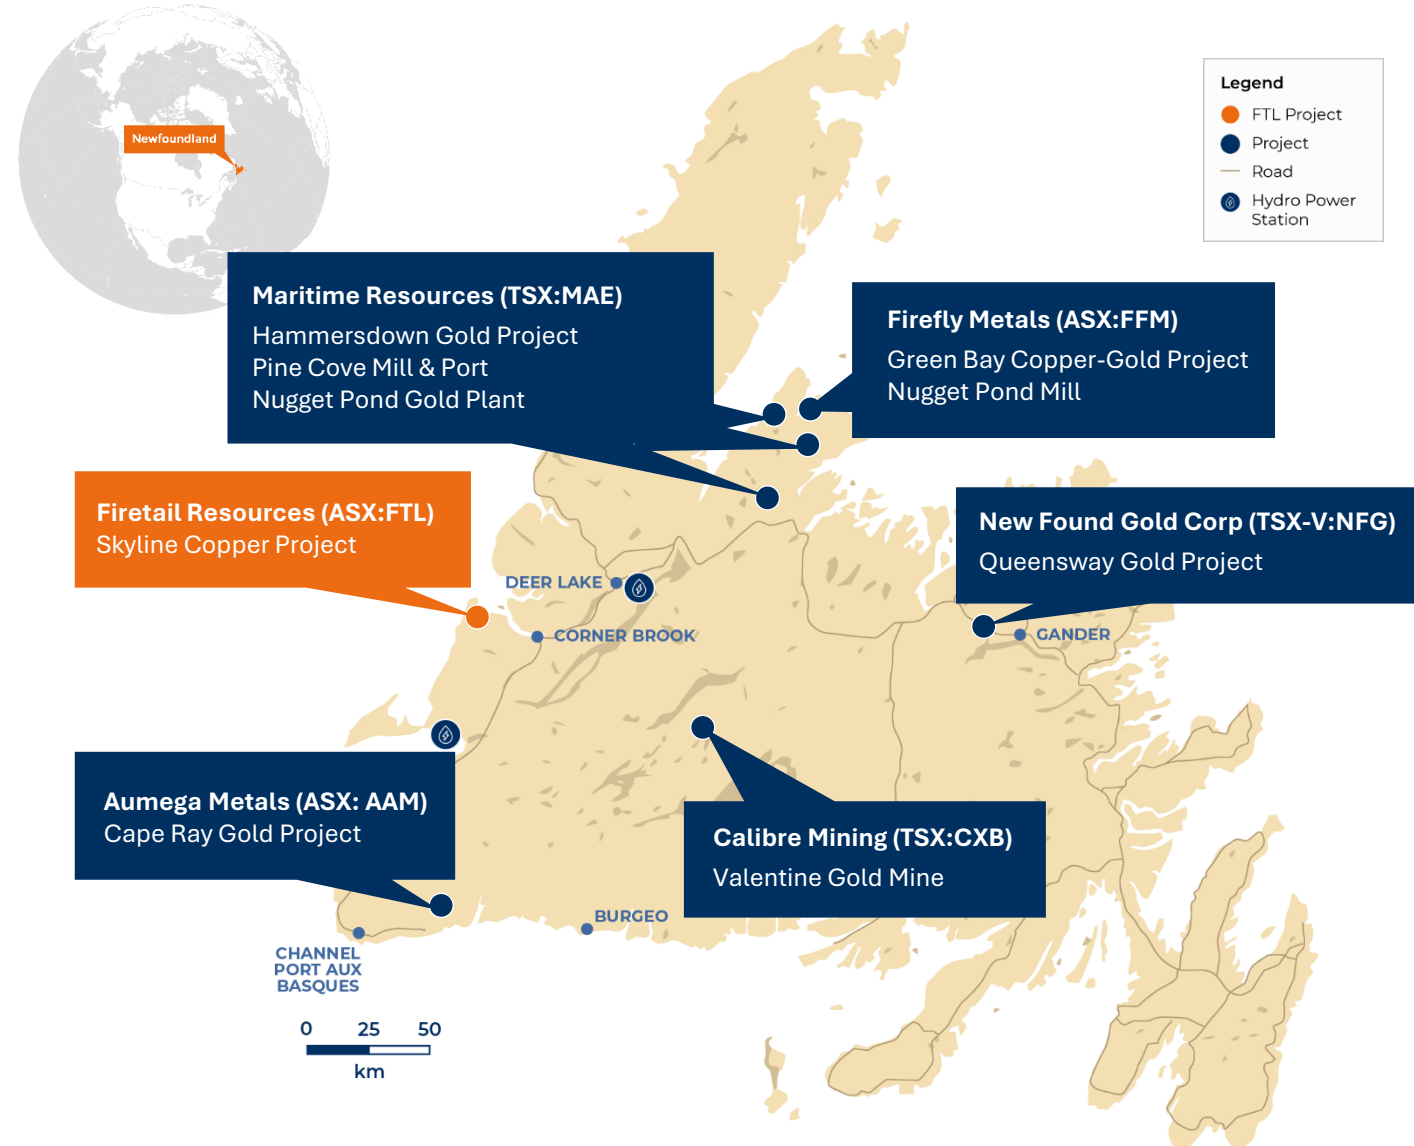 Newfoundland
Legend
FTL Project
Project
Road
Hydro Power
Station
Maritime Resources (TSX:MAE)
Hammersdown Gold Project
Pine Cove Mill & Port
Nugget Pond Gold Plant
Firefly Metals (ASX:FFM)
Green Bay Copper-Gold Project
Nugget Pond Mill
Firetail Resources (ASX:FTL)
Skyline Copper Project
New Found Gold Corp (TSX-V:NFG)
Queensway Gold Project
DEER LAKE
CORNER BROOK
GANDER
Aumega Metals (ASX: AAM)
Cape Ray Gold Project
Calibre Mining (TSX:CXB)
Valentine Gold Mine
BURGEO
CHANNEL
PORT AUX
BASQUES
0 25 50
km